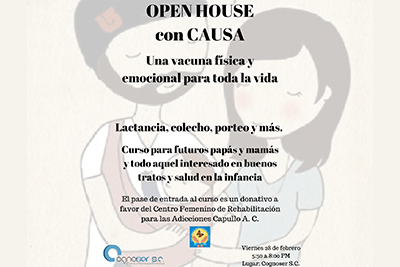 OPEN HOUSE
con CAUSA
Una vacuna física y
emocional para toda la vida
Lactancia, colecho, porteo y más.
Curso para futuros papás y mamás
y todo aquel interesado en buenos
tratos y salud en la infancia
El pase de entrada al curso es un donativo a
favor del Centro Femenino de Rehabilitación
para las Adicciones Capullo A. C.
Cognoser S.C.
Viernes 28 de febrero
5:30 a 8:00 PM
Lugar: Cognoser S.C.